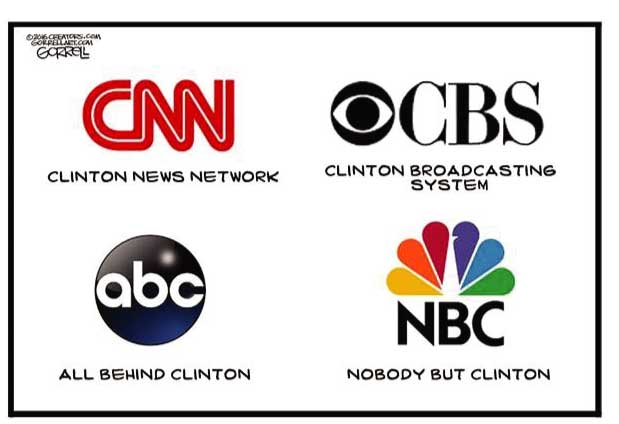 ©2016 CREATORS.COM
GORRELLART.COM
GORRELL
CNN
CLINTON NEWS NETWORK
CBS
CLINTON BROADCASTING
SYSTEM
abc
ALL BEHIND CLINTON
NBC
NOBODY BUT CLINTON